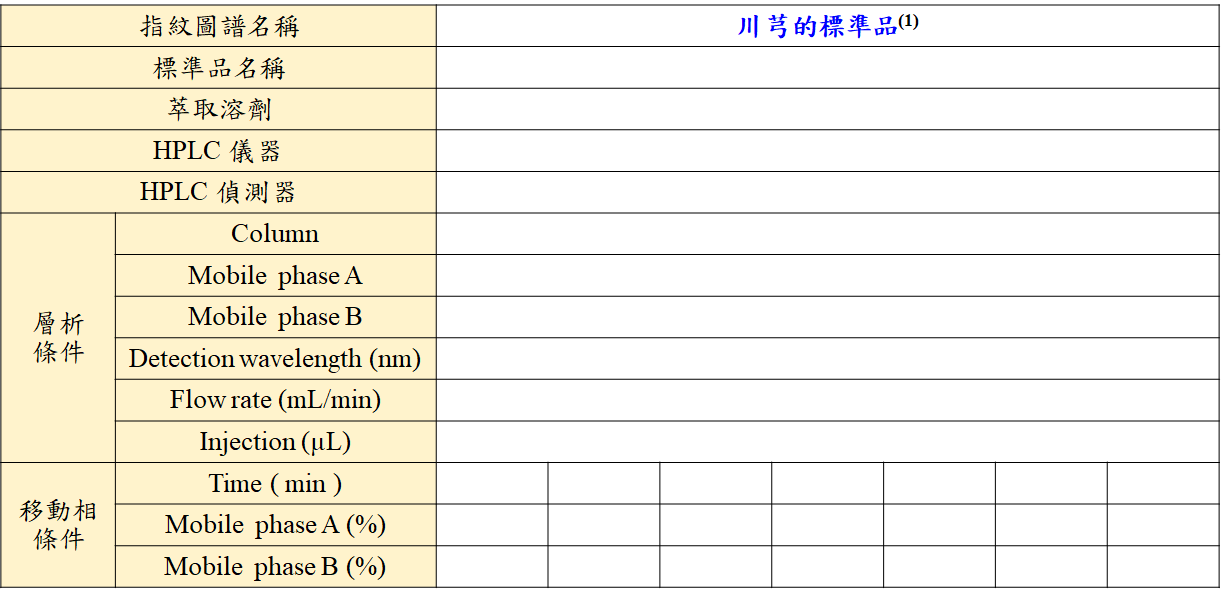 指紋圖譜名稱
川芎的標準品(1)
標準品名稱
萃取溶劑
HPLC 儀器
HPLC 偵測器
層析
條件
Column
Mobile phase A
Mobile phase B
Detection wavelength (nm)
Flow rate (mL/min)
Injection (µL)
移動相
條件
Time ( min )
Mobile phase A (%)
Mobile phase B (%)